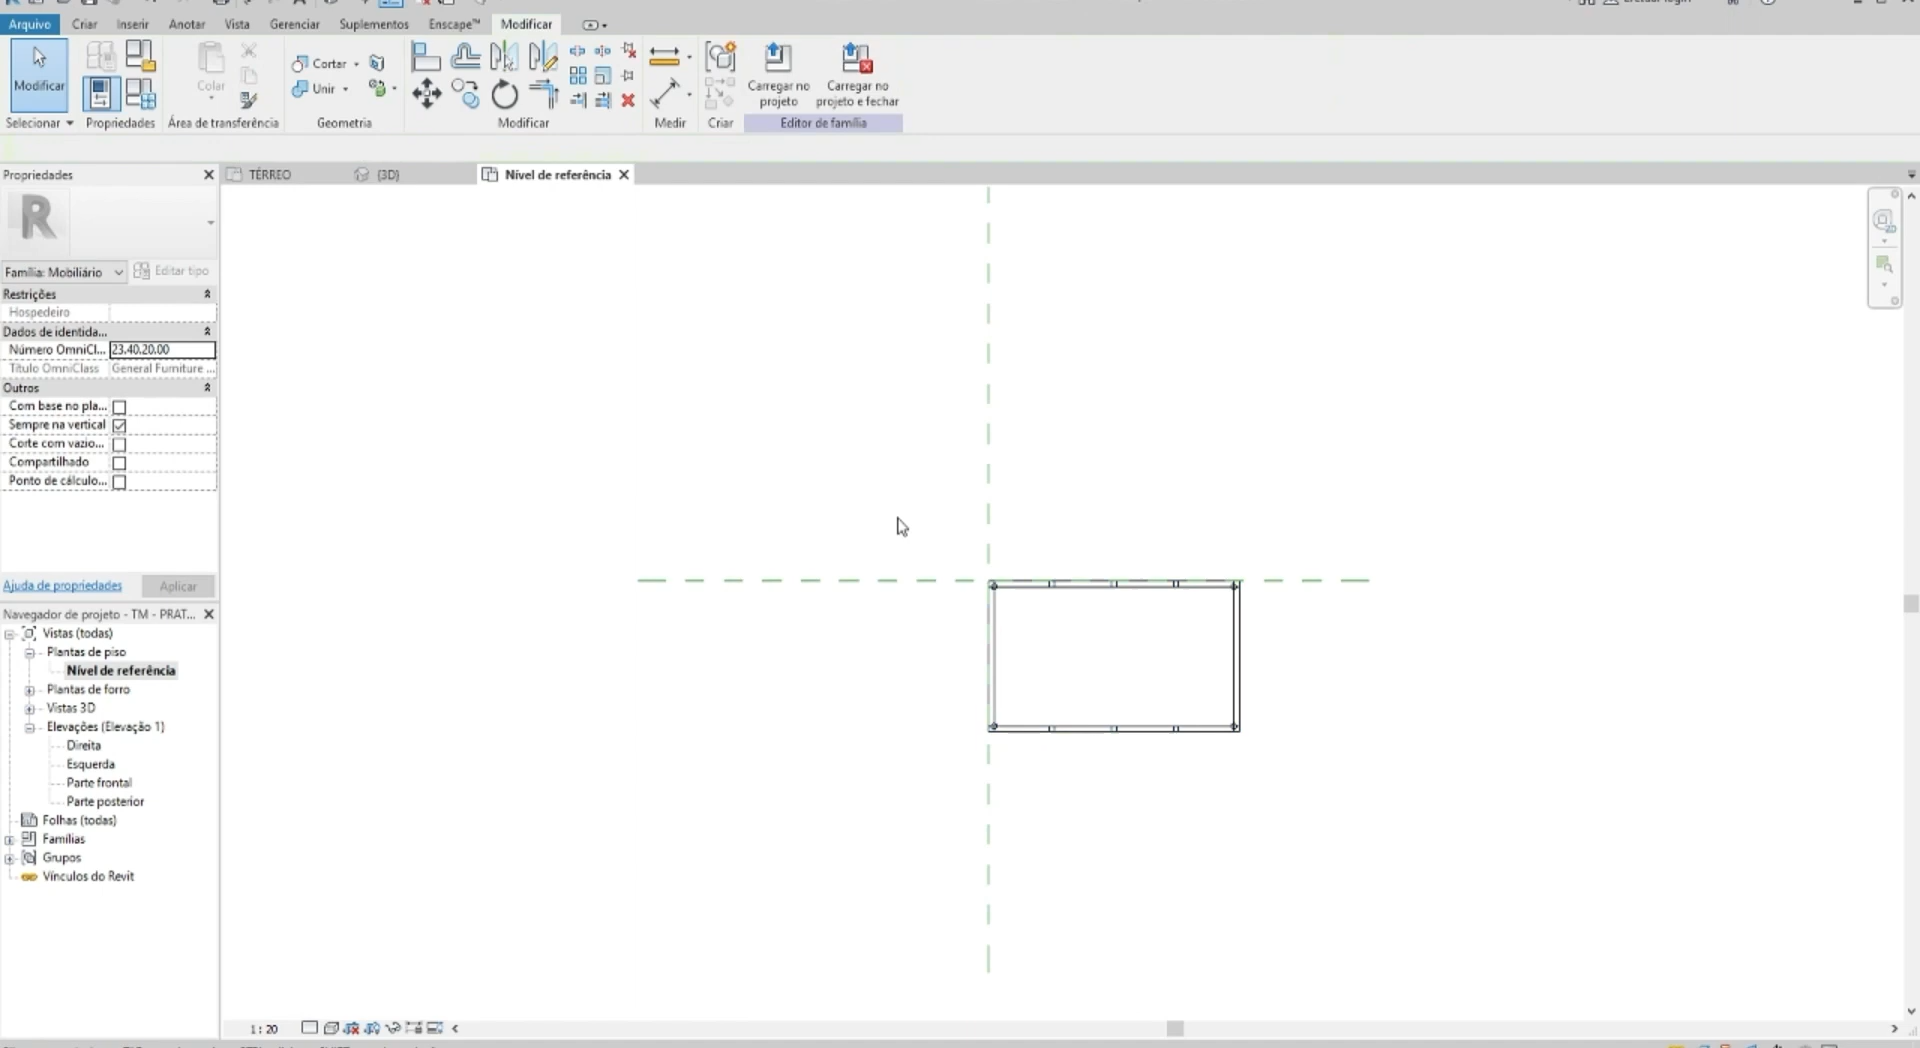 Arquivo Criar Inserir Anotar Vista Gerenciar Suplementos Enscape™ Modificar
Modificar
Colar
Cortar
Unir
Carregar no
projeto
Carregar no
projeto e fechar
Selecionar Propriedades Área de transferência Geometria Modificar Medir Criar Editor de família
Propriedades
TÉRREO {3D} Nível de referência
R
Família: Mobiliário Editar tipo
Restrições
Hospedeiro
Dados de identida...
Número OmniCl... 23.40.20.00
Título OmniClass General Furniture ...
Outros
Com base no pla...
Sempre na vertical
Corte com vazio...
Compartilhado
Ponto de cálculo...
Ajuda de propriedades Aplicar
Navegador de projeto - TM - PRAT...
Vistas (todas)
Plantas de piso
Nível de referência
Plantas de forro
Vistas 3D
Elevações (Elevação 1)
Direita
Esquerda
Parte frontal
Parte posterior
Folhas (todas)
Famílias
Grupos
Vínculos do Revit
1 : 20